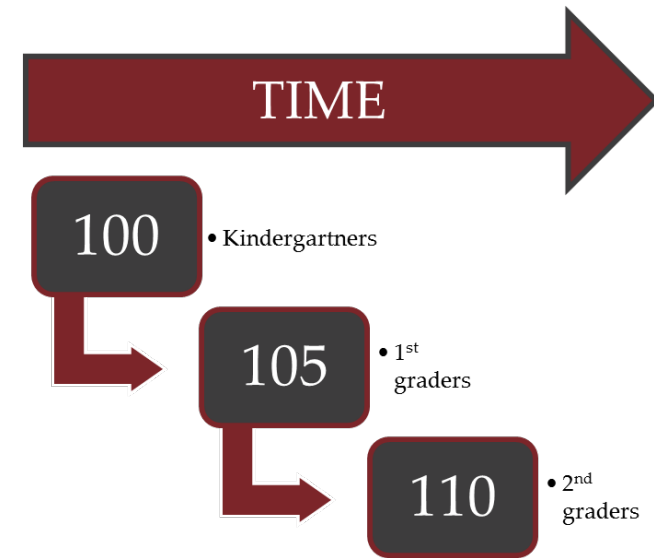 TIME
100
• Kindergartners
105
• 1st
graders
110
• 2nd
graders